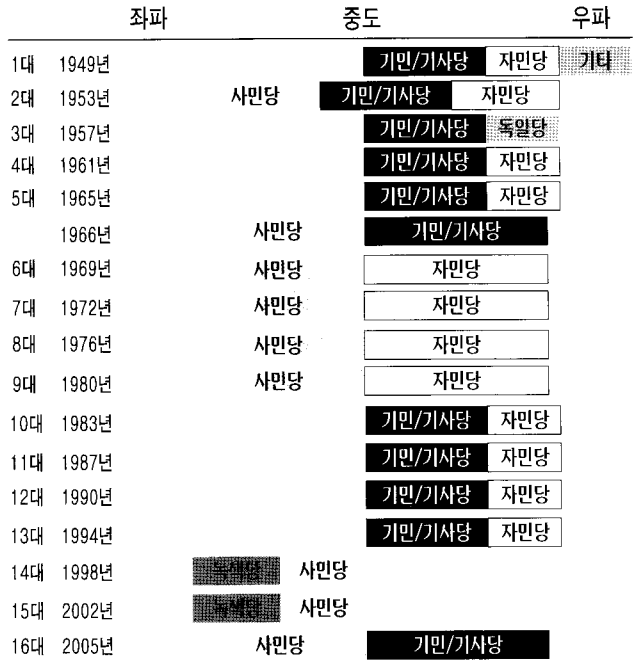 좌파 중도 우파
1대 1949년 기민/기사당 자민당 기타
2대 1953년 사민당 기민/기사당 자민당
3대 1957년 기민/기사당 독일당
4대 1961년 기민/기사당 자민당
5대 1965년 기민/기사당 자민당
1966년 사민당 기민/기사당
6대 1969년 사민당 자민당
7대 1972년 사민당 자민당
8대 1976년 사민당 자민당
9대 1980년 사민당 자민당
10대 1983년 기민/기사당 자민당
11대 1987년 기민/기사당 자민당
12대 1990년 기민/기사당 자민당
13대 1994년 기민/기사당 자민당
14대 1998년 녹색당 사민당
15대 2002년 녹색당 사민당
16대 2005년 사민당 기민/기사당